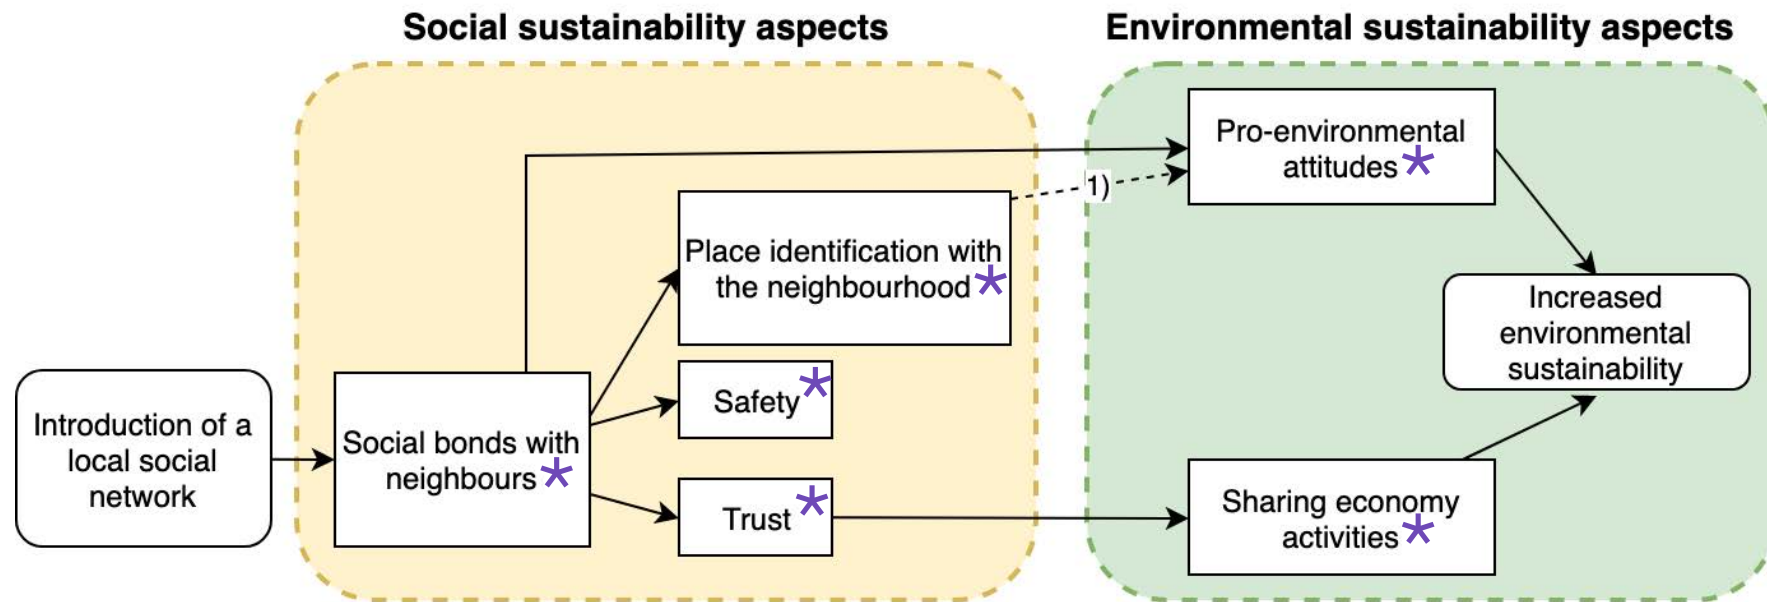 Social sustainability aspects
Environmental sustainability aspects
Pro-environmental
attitudes*
1)
Place identification with
the neighbourhood*
Increased
environmental
sustainability
Safety*
Introduction of a
local social
network
Social bonds with
neighbours*
Trust*
Sharing economy
activities*